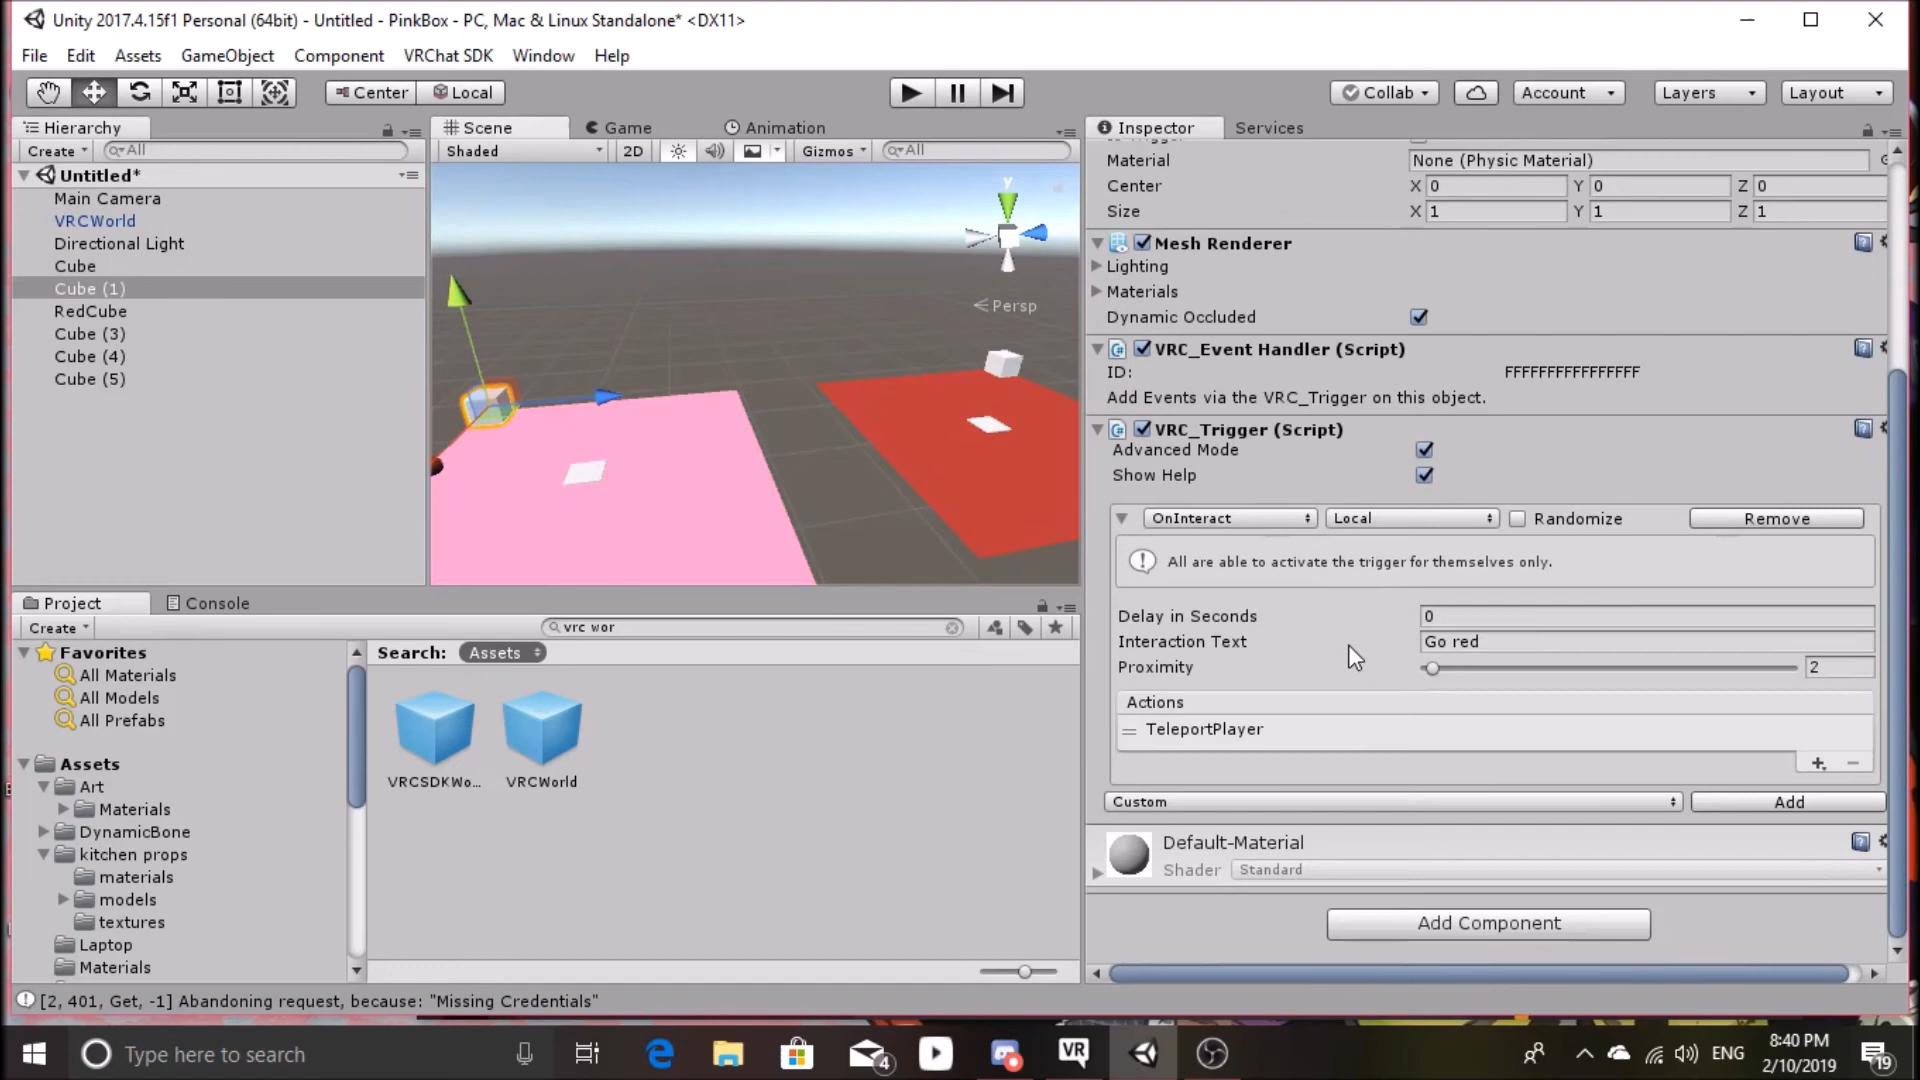 Unity 2017.4.15f1 Personal (64bit) - Untitled - PinkBox - PC, Mac & Linux Standalone* <DX11>
File Edit Assets GameObject Component VRChat SDK Window Help
Center Local Collab Account Layers Layout
Hierarchy
Create All
Untitled*
Main Camera
VRCWorld
Directional Light
Cube
Cube (1)
RedCube
Cube (3)
Cube (4)
Cube (5)
Scene Game Animation
Shaded 2D Gizmos All
y
Persp
Inspector Services
Material None (Physic Material)
Center X 0 Y 0 Z 0
Size X 1 Y 1 Z 1
Mesh Renderer
Lighting
Materials
Dynamic Occluded
VRC_Event Handler (Script)
ID: FFFFFFFFFFFFFFFF
Add Events via the VRC_Trigger on this object.
VRC_Trigger (Script)
Advanced Mode
Show Help
OnInteract Local Randomize Remove
All are able to activate the trigger for themselves only.
Delay in Seconds 0
Interaction Text Go red
Proximity 2
Actions
TeleportPlayer
Custom Add
Default-Material
Shader Standard
Add Component
Project Console
Create vrc wor
Favorites
All Materials
All Models
All Prefabs
Assets
Art
Materials
DynamicBone
kitchen props
materials
models
textures
Laptop
Materials
Search: Assets
VRCSDKWo... VRCWorld
[2, 401, Get, -1] Abandoning request, because: "Missing Credentials"
Type here to search
4
VR
ENG
8:40 PM
2/10/2019
19